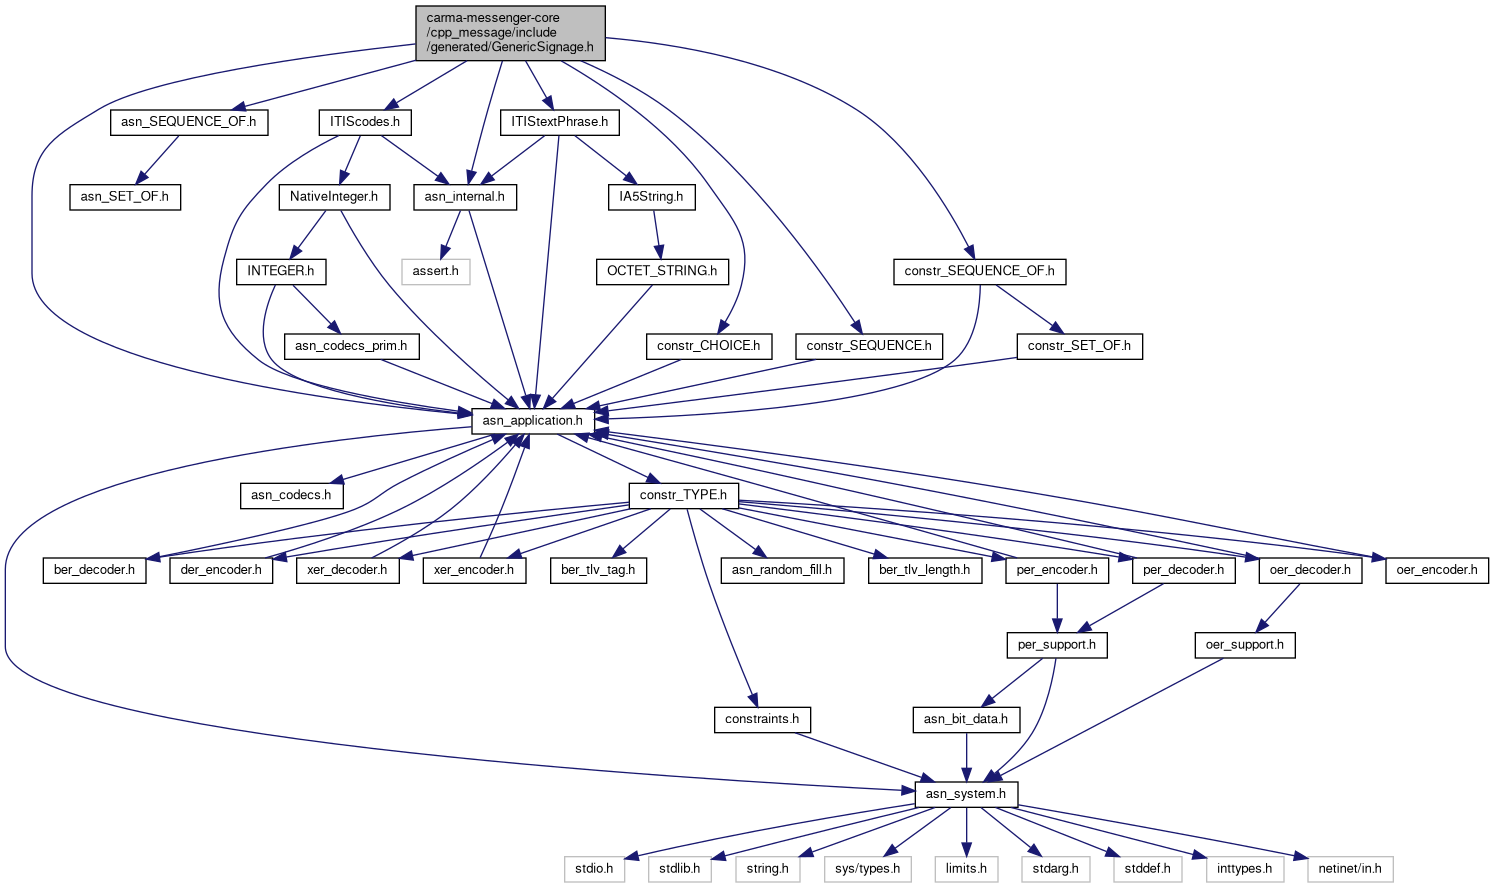 carma-messenger-core
/cpp_message/include
/generated/GenericSignage.h
asn_SEQUENCE_OF.h
ITIScodes.h
ITIStextPhrase.h
asn_SET_OF.h
NativeInteger.h
asn_internal.h
IA5String.h
INTEGER.h
assert.h
OCTET_STRING.h
constr_SEQUENCE_OF.h
asn_codecs_prim.h
constr_CHOICE.h
constr_SEQUENCE.h
constr_SET_OF.h
asn_application.h
asn_codecs.h
constr_TYPE.h
ber_decoder.h
der_encoder.h
xer_decoder.h
xer_encoder.h
ber_tlv_tag.h
asn_random_fill.h
ber_tlv_length.h
per_encoder.h
per_decoder.h
oer_decoder.h
oer_encoder.h
per_support.h
oer_support.h
constraints.h
asn_bit_data.h
asn_system.h
stdio.h
stdlib.h
string.h
sys/types.h
limits.h
stdarg.h
stddef.h
inttypes.h
netinet/in.h